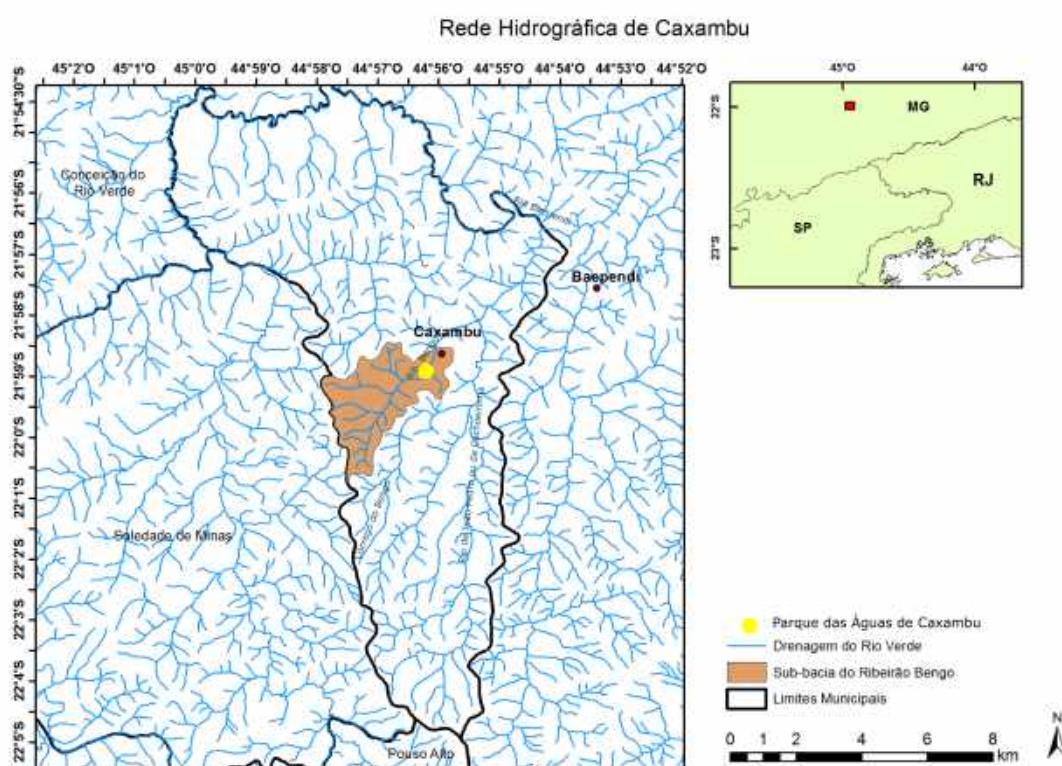 Rede Hidrográfica de Caxambu
45°2'O 45°1'O 45°0'O 44°59'O 44°58'O 44°57'O 44°56'O 44°55'O 44°54'O 44°53'O 44°52'O
21°54'30"S
21°56'S
21°57'S
21°58'S
21°59'S
22°0'S
22°1'S
22°2'S
22°3'S
22°4'S
22°5'S
Conceição do
Rio Verde
Baependi
Caxambu
Soledade de Minas
Pouso Alto
45°0' 44°0'
22°S
23°S
MG
RJ
SP
Parque das Águas de Caxambu
Drenagem do Rio Verde
Sub-bacia do Ribeirão Bengo
Limites Municipais
N
0 1 2 4 6 8
km